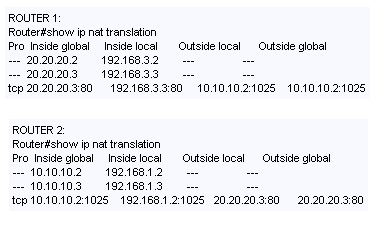 ROUTER 1:
Router#show ip nat translation
Pro Inside global Inside local Outside local Outside global
--- 20.20.20.2 192.168.3.2 --- ---
--- 20.20.20.3 192.168.3.3 --- ---
tcp 20.20.20.3:80 192.168.3.3:80 10.10.10.2:1025 10.10.10.2:1025
ROUTER 2:
Router#show ip nat translation
Pro Inside global Inside local Outside local Outside global
--- 10.10.10.2 192.168.1.2 --- ---
--- 10.10.10.3 192.168.1.3 --- ---
tcp 10.10.10.2:1025 192.168.1.2:1025 20.20.20.3:80 20.20.20.3:80